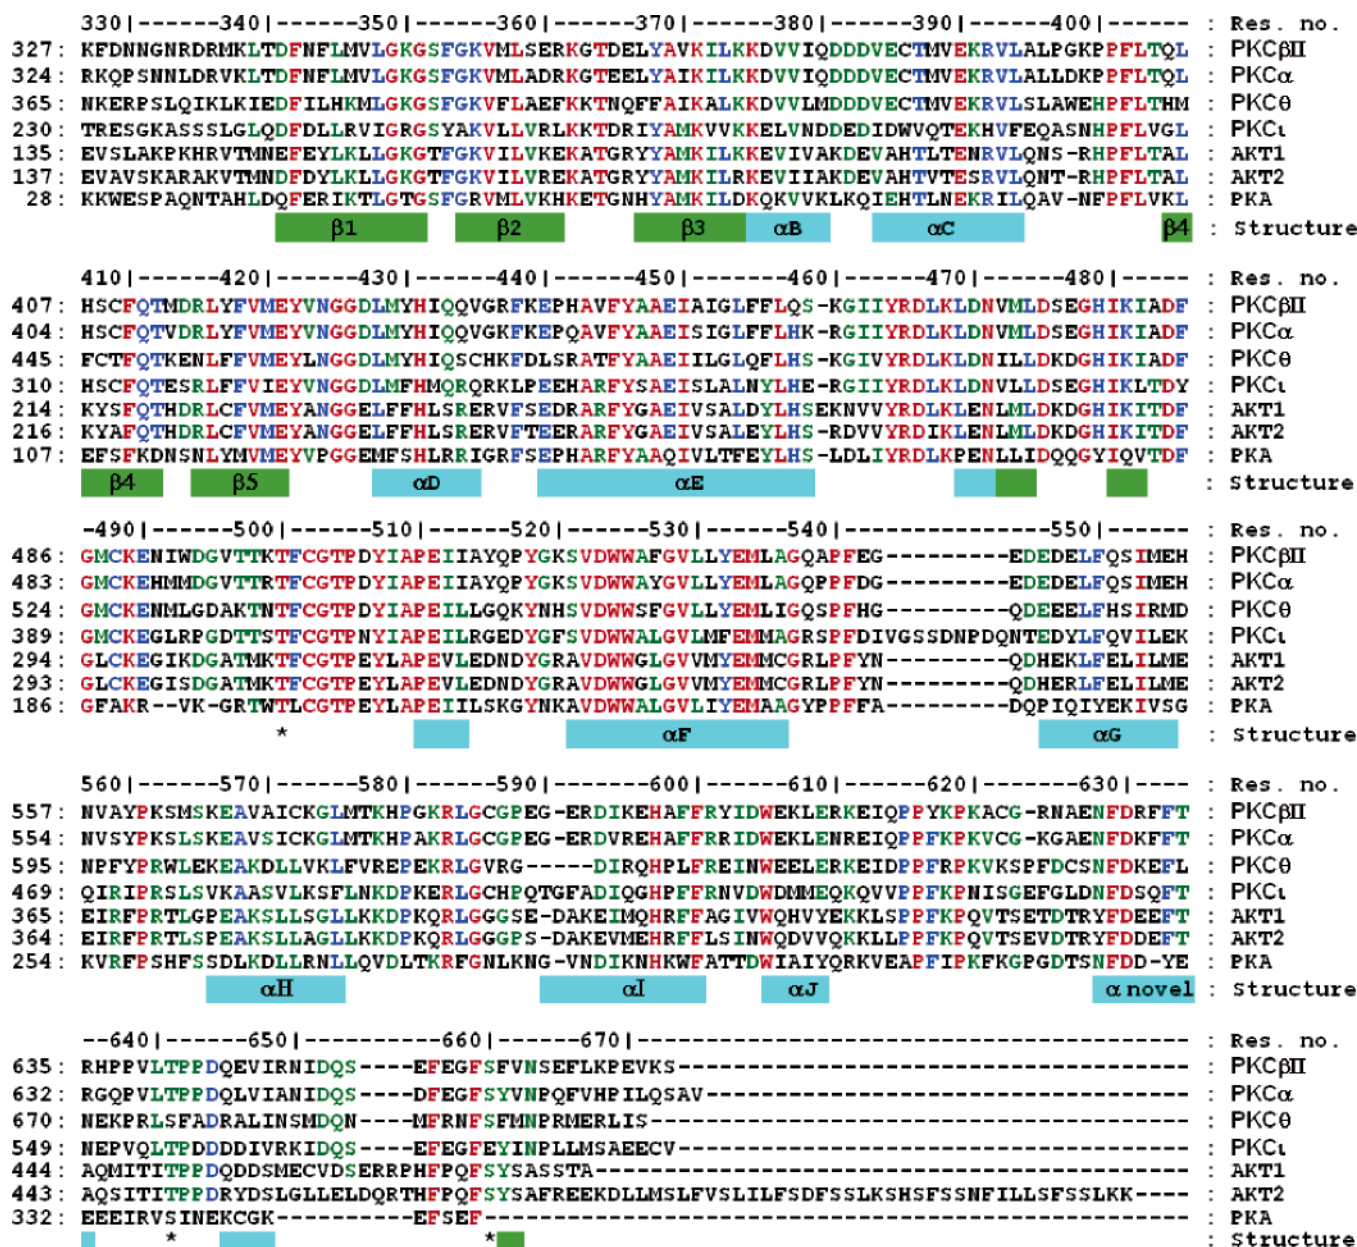 330|------340|-------350|-------360|-------370|-------380|-------390|------400|------ : Res. no.
327: KFDNNGNRDRMKLTDFNFLMVLGKGSFGKVMLSERKGTDELYAVKILKKDVVIQDDDVECTMVEKRVLALPGKPPFLTQL : PKCβII
324: RKQPSNNLDRVKLTDFNFLMVLGKGSFGKVMLADRKGTEELYAIKILKKDVVIQDDDVECTMVEKRVLALLDKPPFLTQL : PKCα
365: NKERPSLQIKLKIEDFILHKMLGKGSFGKVFLAEFKKTNQFFAIKALKKDVVLMDDDVECTMVEKRVLSLAWEHPFLTHM : PKCθ
230: TRESGKASSSLGLQDFDLLRVIGRGSYAKVLLVRLKKTDRIYAMKVVKKELVNDDEDIDWVQTEKHVFEQASNHPFLVGL : PKCι
135: EVSLAKPKHRVTMNEFEYLKLLGKGTFGKVILVKEKATGRYYAMKILKKEVIVAKDEVAHTLTENRVLQNS-RHPFLTAL : AKT1
137: EVAVSKARAKVTMNDFDYLKLLGKGTFGKVILVREKATGRYYAMKILRKEVIIAKDEVAHTVTESRVLQNT-RHPFLTAL : AKT2
28: KKWESPAQNTAHLDQFERIKTLGTGSFGRVMLVKHKETGNHYAMKILDKQKVVKLKQIEHTLNEKRILQAV-NFPFLVKL : PKA
β1 β2 β3 αB αC β4 : Structure
410|------420|-------430|-------440|-------450|-------460|-------470|-------480|------ : Res. no.
407: HSCFQTMDRLYFVMEYVNGGDLMYHIQQVGRFKEPHAVFYAAEIAIGLFFLQS-KGIIYRDLKLDNVMLDSEGHIKIADF : PKCβII
404: HSCFQTVDRLYFVMEYVNGGDLMYHIQQVGKFKEPQAVFYAAEISIGLFFLHK-RGIIYRDLKLDNVMLDSEGHIKIADF : PKCα
445: FCTFQTKENLFFVMEYLNGGDLMYHIQSCHKFDLSRATFYAAEIILGLQFLHS-KGIVYRDLKLDNILLDKDGHIKIADF : PKCθ
310: HSCFQTESRLFFVIEYVNGGDLMFHMQRQRKLPEEHARFYSAEISLALNYLHE-RGIIYRDLKLDNVLLDSEGHIKLTDY : PKCι
214: KYSFQTHDRLCFVMEYANGGELFFHLSRERVFSEDRARFYGAEIVSALDYLHSEKNVVYRDLKLENLMLDKDGHIKITDF : AKT1
216: KYAFQTHDRLCFVMEYANGGELFFHLSRERVFTEERARFYGAEIVSALEYLHS-RDVVYRDIKLENLMLDKDGHIKITDF : AKT2
107: EFSFKDNSNLYMVMEYVPGGEMFSHLRRIGRFSEPHARFYAAQIVLTFEYLHS-LDLIYRDLKPENLLIDQQGYIQVTDF : PKA
β4 β5 αD αE : Structure
-490|------500|-------510|-------520|-------530|-------540|----------------550|------ : Res. no.
486: GMCKENIWDGVTTKTFCGTPDYIAPEIIAYQPYGKSVDWWAFGVLLYEMLAGQAPFEG---------EDEDELFQSIMEH : PKCβII
483: GMCKEHMMDGVTTRTFCGTPDYIAPEIIAYQPYGKSVDWWAYGVLLYEMLAGQPPFDG---------EDEDELFQSIMEH : PKCα
524: GMCKENMLGDAKTNTFCGTPDYIAPEILLGQKYNHSVDWWSFGVLLYEMLIGQSPFHG---------QDEEELFHSIRMD : PKCθ
389: GMCKEGLRPGDTTSTFCGTPNYIAPEILRGEDYGFSVDWWALGVLMFEMMAGRSPFDIVGSSDNPDQNTEDYLFQVILEK : PKCι
294: GLCKEGIKDGATMKTFCGTPEYLAPEVLEDNDYGRAVDWWGLGVVMYEMMCGRLPFYN---------QDHEKLFELILME : AKT1
293: GLCKEGISDGATMKTFCGTPEYLAPEVLEDNDYGRAVDWWGLGVVMYEMMCGRLPFYN---------QDHERLFELILME : AKT2
186: GFAKR--VK-GRTWTLCGTPEYLAPEIILSKGYNKAVDWWALGVLIYEMAAGYPPFFA---------DQPIQIYEKIVSG : PKA
* αF αG : Structure
560|------570|-------580|------590|-------600|-------610|-------620|-------630|---- : Res. no.
557: NVAYPKSMSKEAVAICKGLMTKHPGKRLGCGPEG-ERDIKEHAFFRYIDWEKLERKEIQPPYKPKACG-RNAENFDRFFT : PKCβII
554: NVSYPKSLSKEAVSICKGLMTKHPAKRLGCGPEG-ERDVREHAFFRRIDWEKLENREIQPPFKPKVCG-KGAENFDKFFT : PKCα
595: NPFYPRWLEKEAKDLLVKLFVREPEKRLGVRG-----DIRQHPLFREINWEELERKEIDPPFRPKVKSPFDCSNFDKEFL : PKCθ
469: QIRIPRSLSVKAASVLKSFLNKDPKERLGCHPQTGFADIQGHPFFRNVDWDMMEQKQVVPPFKPNISGEFGLDNFDSQFT : PKCι
365: EIRFPRTLGPEAKSLLSGLLKKDPKQRLGGGSE-DAKEIMQHRFFAGIVWQHVYEKKLSPPFKPQVTSETDTRYFDEEFT : AKT1
364: EIRFPRTLSPEAKSLLAGLLKKDPKQRLGGGPS-DAKEVMEHRFFLSINWQDVVQKKLLPPFKPQVTSEVDTRYFDDEFT : AKT2
254: KVRFPSHFSSDLKDLLRNLLQVDLTKRFGNLKNG-VNDIKNHKWFATTDWIAIYQRKVEAPFIPKFKGPGDTSNFDD-YE : PKA
αH αI αJ α novel : Structure
--640|-------650|-----------660|-------670|---------------------------------------- : Res. no.
635: RHPPVLTPPDQEVIRNIDQS----EFEGFSFVNSEFLKPEVKS------------------------------------- : PKCβII
632: RGQPVLTPPDQLVIANIDQS----DFEGFSYVNPQFVHPILQSAV----------------------------------- : PKCα
670: NEKPRLSFADRALINSMDQN----MFRNFSFMNPRMERLIS--------------------------------------- : PKCθ
549: NEPVQLTPDDDDIVRKIDQS----EFEGFEYINPLLMSAEECV------------------------------------- : PKCι
444: AQMITITPPDQDDSMECVDSERRPHFPQFSYSASSTA------------------------------------------- : AKT1
443: AQSITITPPDRYDSLGLLELDQRTHFPQFSYSAFREEKDLLMSLFVSLILFSDFSSLKSHSFSSNFILLSFSSLKK---- : AKT2
332: EEEIRVSINEKCGK----------EFSEF--------------------------------------------------- : PKA
* * : Structure